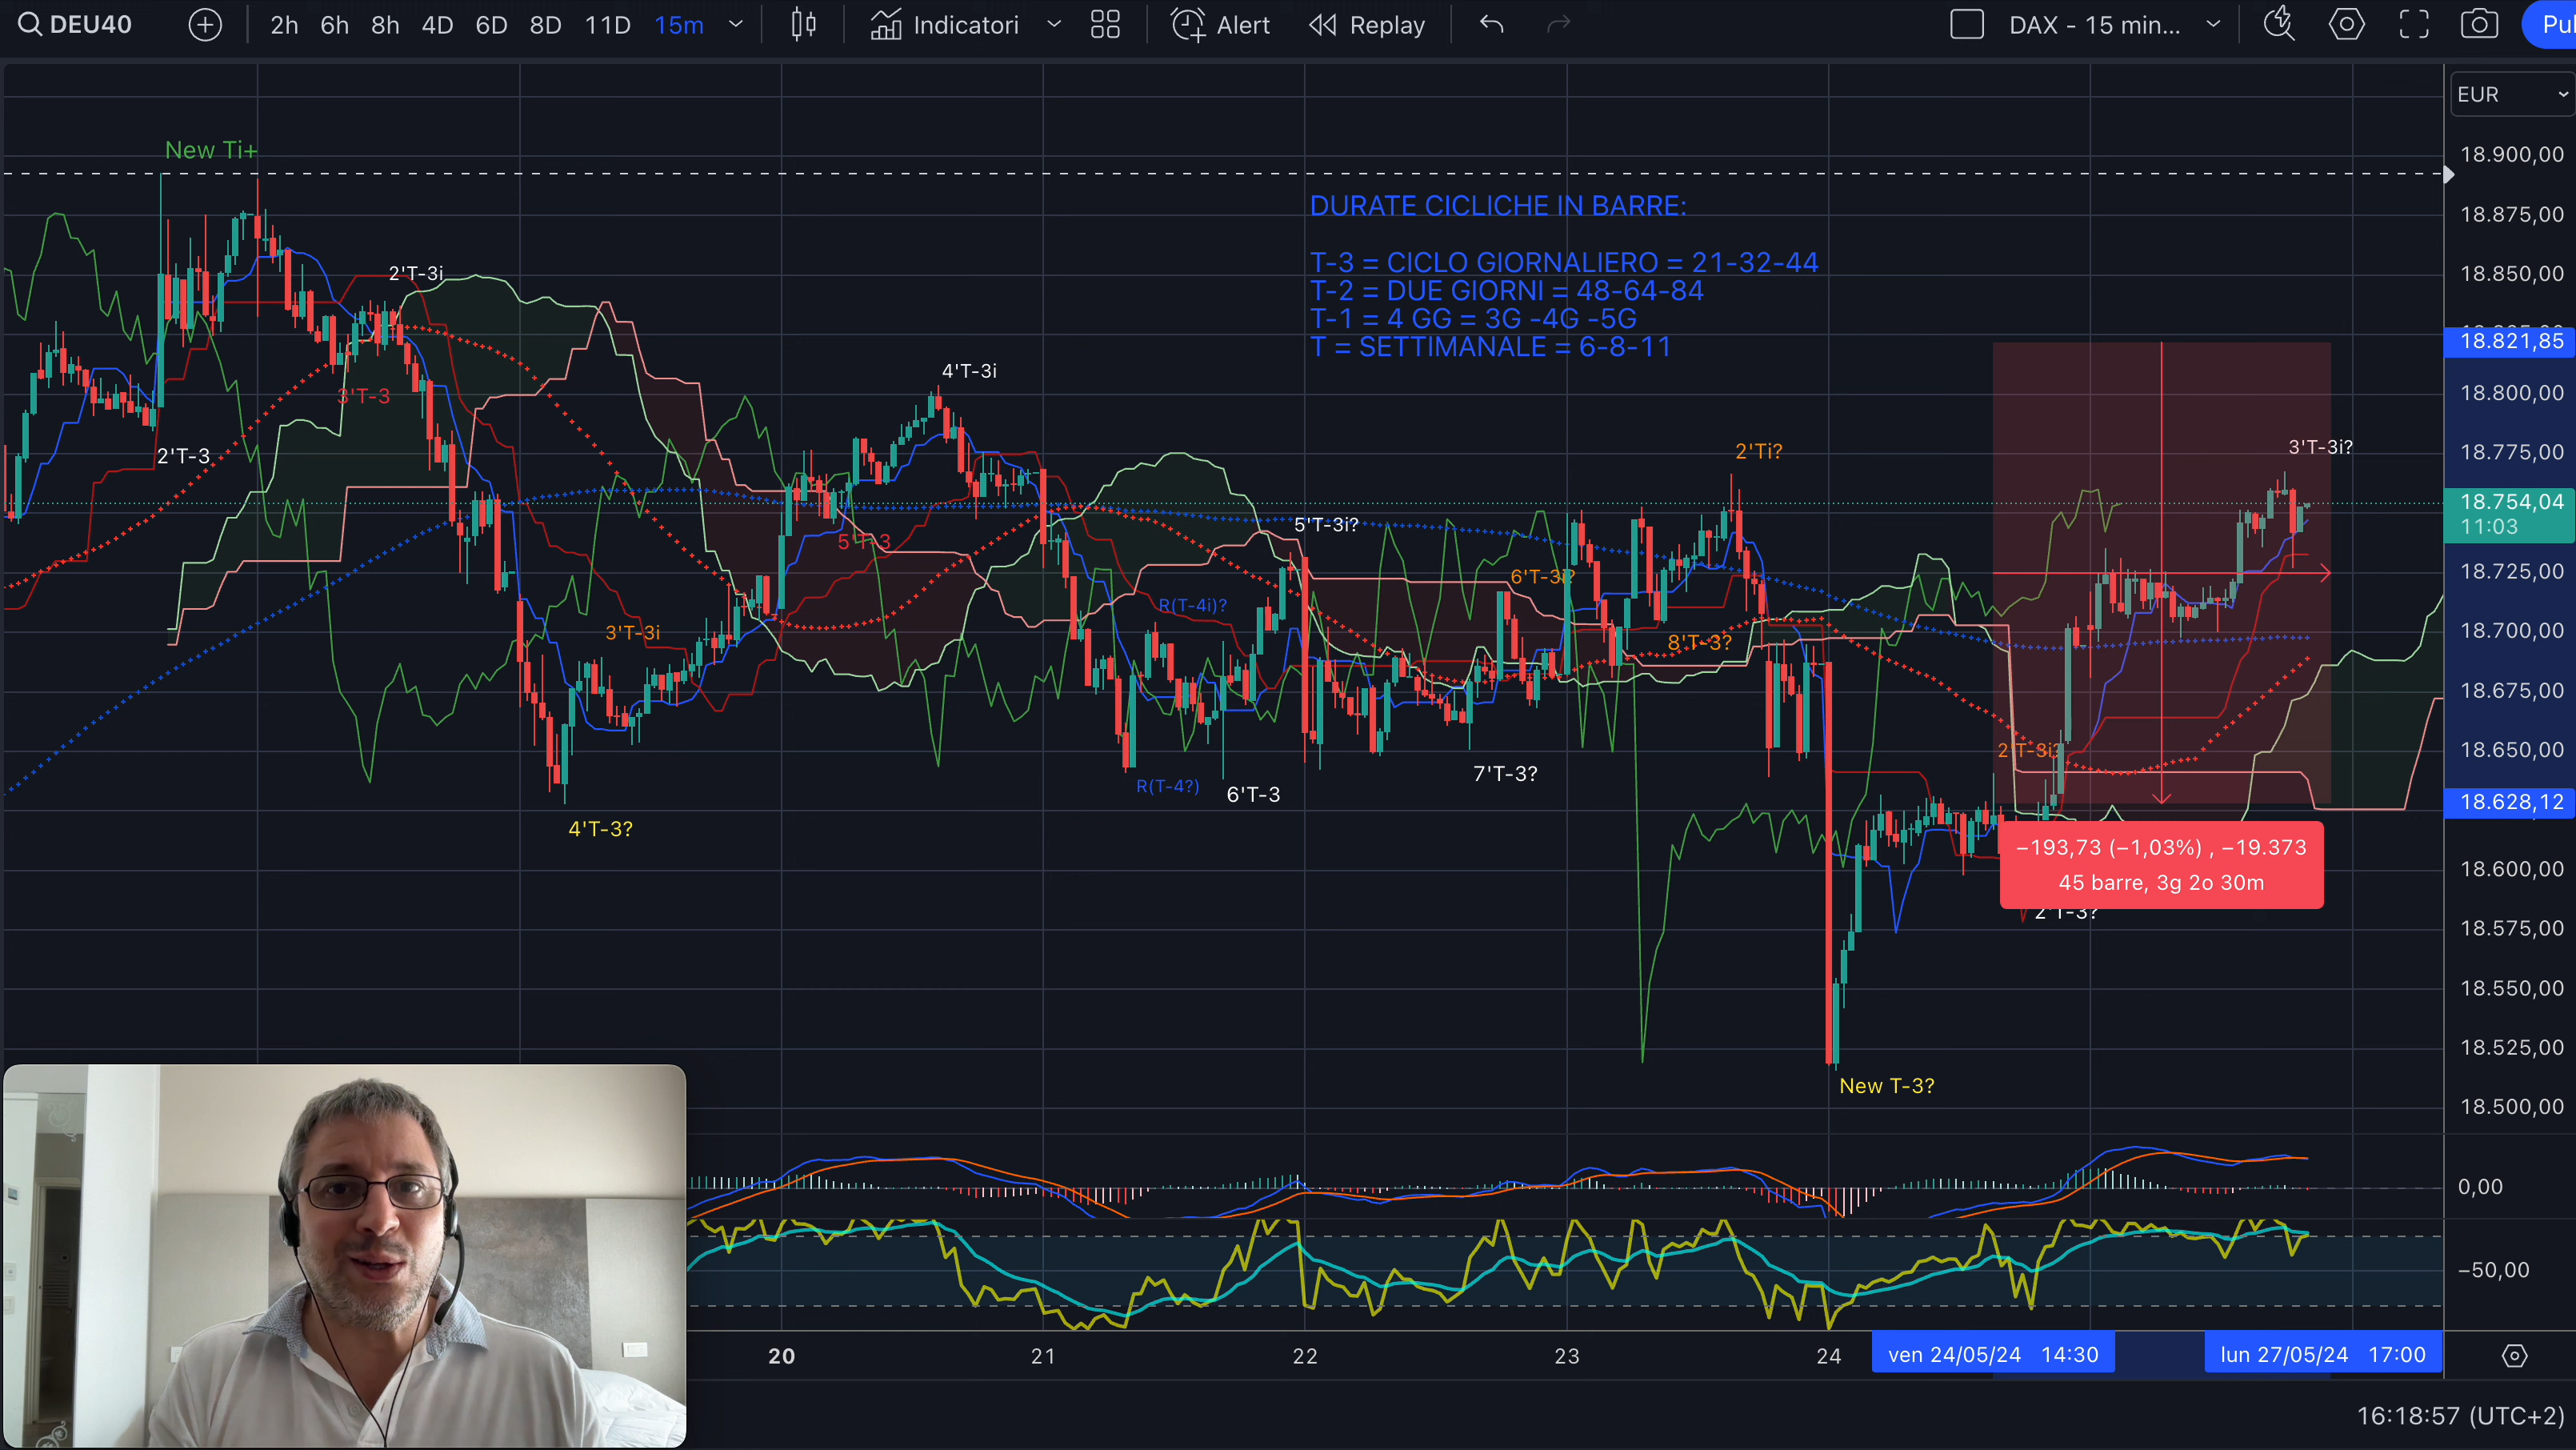 DEU40 2h 6h 8h 4D 6D 8D 11D 15m Indicatori Alert Replay DAX - 15 min...
EUR
18.900,00
18.875,00
18.850,00
18.821,85
18.800,00
18.775,00
18.754,04
11:03
18.725,00
18.700,00
18.675,00
18.650,00
18.628,12
18.600,00
18.575,00
18.550,00
18.525,00
18.500,00
0,00
−50,00
New Ti+
DURATE CICLICHE IN BARRE:
T-3 = CICLO GIORNALIERO = 21-32-44
T-2 = DUE GIORNI = 48-64-84
T-1 = 4 GG = 3G -4G -5G
T = SETTIMANALE = 6-8-11
2'T-3i
3'T-3
2'T-3
4'T-3i
2'Ti?
3'T-3i?
5'T-3
5'T-3i?
6'T-3i?
R(T-4i)?
3'T-3i
8'T-3?
2'T-3i?
7'T-3?
R(T-4?)
6'T-3
4'T-3?
−193,73 (−1,03%) , −19.373
45 barre, 3g 2o 30m
2'T-3?
New T-3?
20 21 22 23 24 ven 24/05/24 14:30 lun 27/05/24 17:00
16:18:57 (UTC+2)